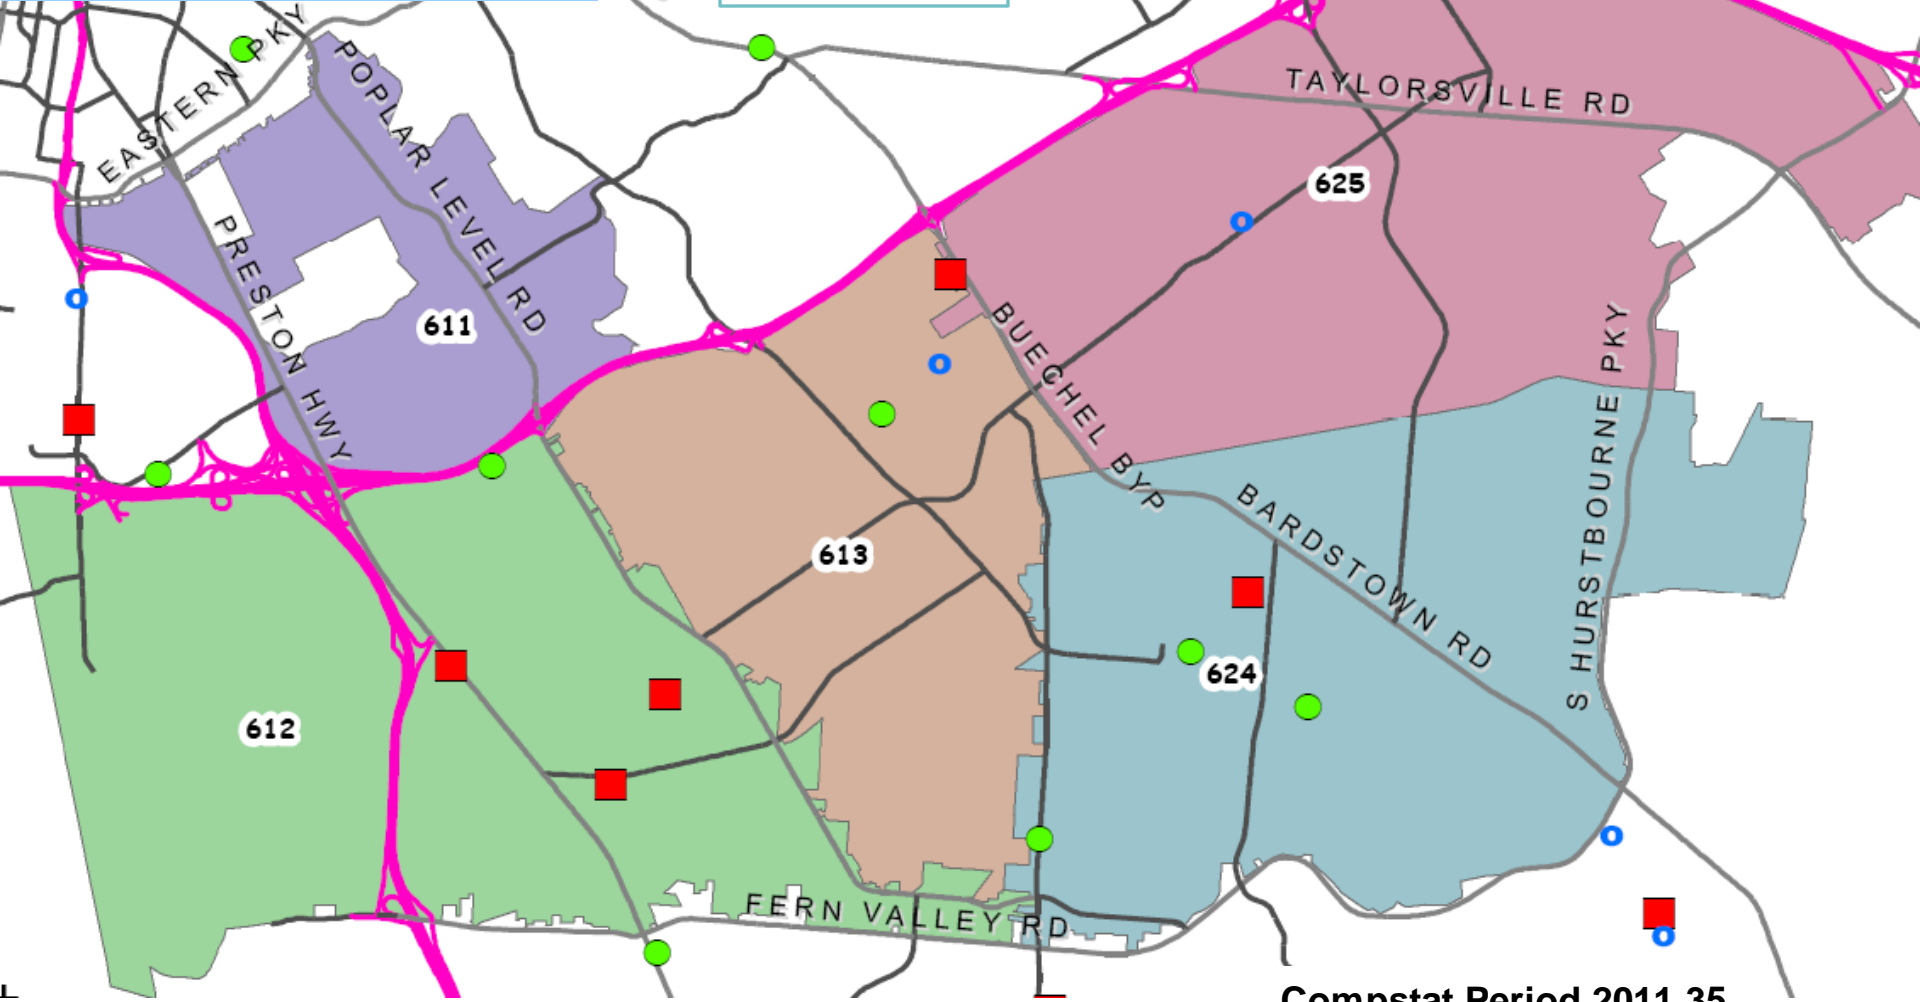 EASTERN PKY
POPLAR LEVEL RD
TAYLORSVILLE RD
625
PRESTON HWY
611
BUECHEL BYP
S HURSTBOURNE PKY
BARDSTOWN RD
613
624
612
FERN VALLEY RD
Compstat Period 2011 35